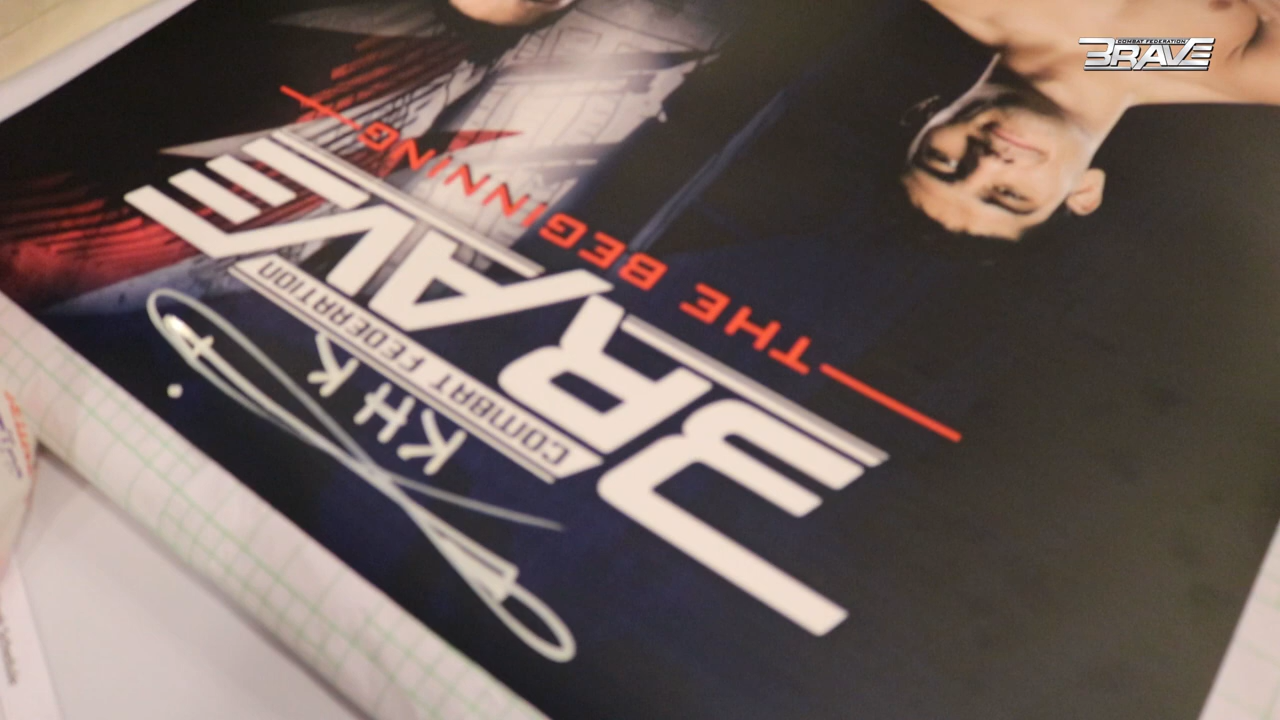 COMBAT FEDERATION
BRAVE
THE BEGINNING
BRAVE
COMBAT FEDERATION
KHK